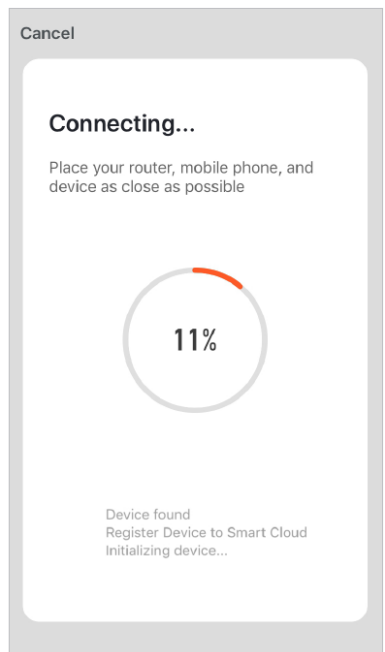 Cancel
Connecting...
Place your router, mobile phone, and
device as close as possible
11%
Device found
Register Device to Smart Cloud
Initializing device...